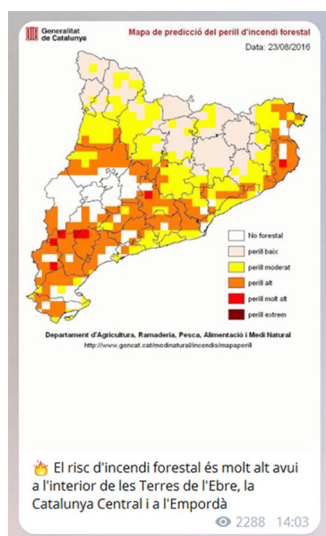 Generalitat
de Catalunya
Mapa de predicció del perill d'incendi forestal
Data: 23/08/2016
No forestal
perill baix
perill moderat
perill alt
perill molt alt
perill extrem
Departament d'Agricultura, Ramaderia, Pesca, Alimentació i Medi Natural
http://www.gencat.cat/medinatural/incendis/mapaperill
🔥 El risc d'incendi forestal és molt alt avui
a l'interior de les Terres de l'Ebre, la
Catalunya Central i a l'Empordà
2288 14:03